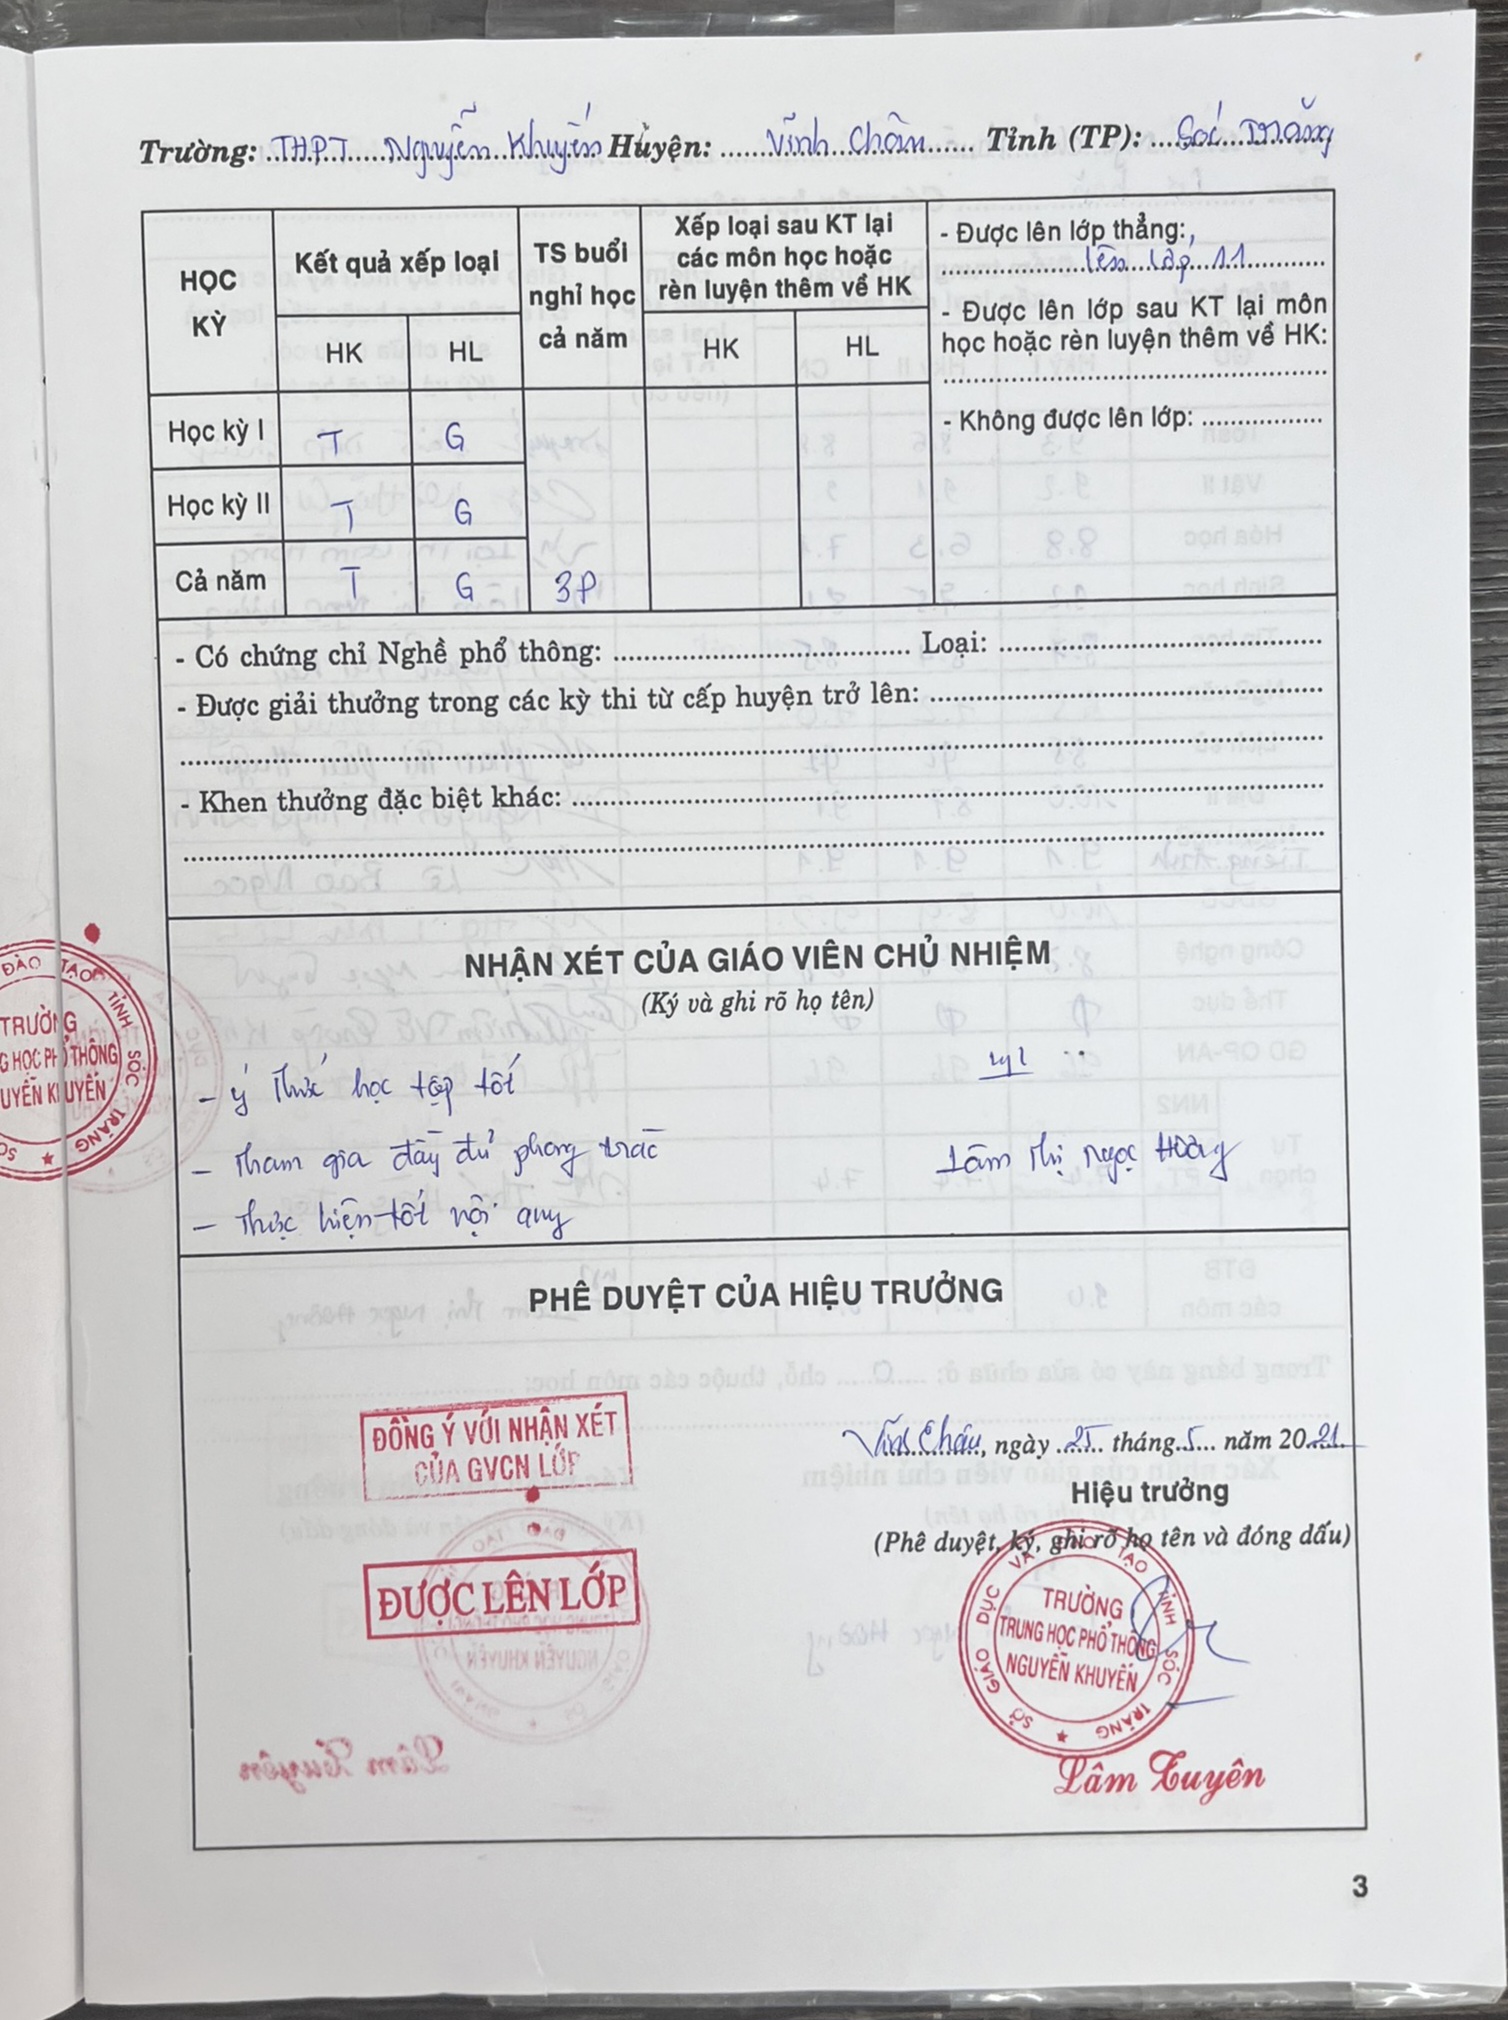 Trường: THPT Nguyễn Khuyến Huyện: Vĩnh Châu Tỉnh (TP): Sóc Trăng
HỌC KỲ
Kết quả xếp loại
TS buổi nghỉ học cả năm
Xếp loại sau KT lại các môn học hoặc rèn luyện thêm về HK
HK HL HK HL
- Được lên lớp thẳng:
lên lớp 11
- Được lên lớp sau KT lại môn
học hoặc rèn luyện thêm về HK:
- Không được lên lớp:
Học kỳ I T G
Học kỳ II T G
Cả năm T G 3P
- Có chứng chỉ Nghề phổ thông: Loại:
- Được giải thưởng trong các kỳ thi từ cấp huyện trở lên:
- Khen thưởng đặc biệt khác:
NHẬN XÉT CỦA GIÁO VIÊN CHỦ NHIỆM
(Ký và ghi rõ họ tên)
- ý thức học tập tốt
- Tham gia đầy đủ phong trào
- Thực hiện tốt nội quy
Lâm Thị Ngọc Hoàng
PHÊ DUYỆT CỦA HIỆU TRƯỞNG
ĐỒNG Ý VỚI NHẬN XÉT
CỦA GVCN LỚP
ĐƯỢC LÊN LỚP
Vĩnh Châu, ngày 25 tháng 5 năm 2021
Hiệu trưởng
(Phê duyệt, ký, ghi rõ họ tên và đóng dấu)
SỞ GIÁO DỤC VÀ ĐÀO TẠO TỈNH SÓC TRĂNG
TRƯỜNG
TRUNG HỌC PHỔ THÔNG
NGUYỄN KHUYẾN
Lâm Tuyên
3